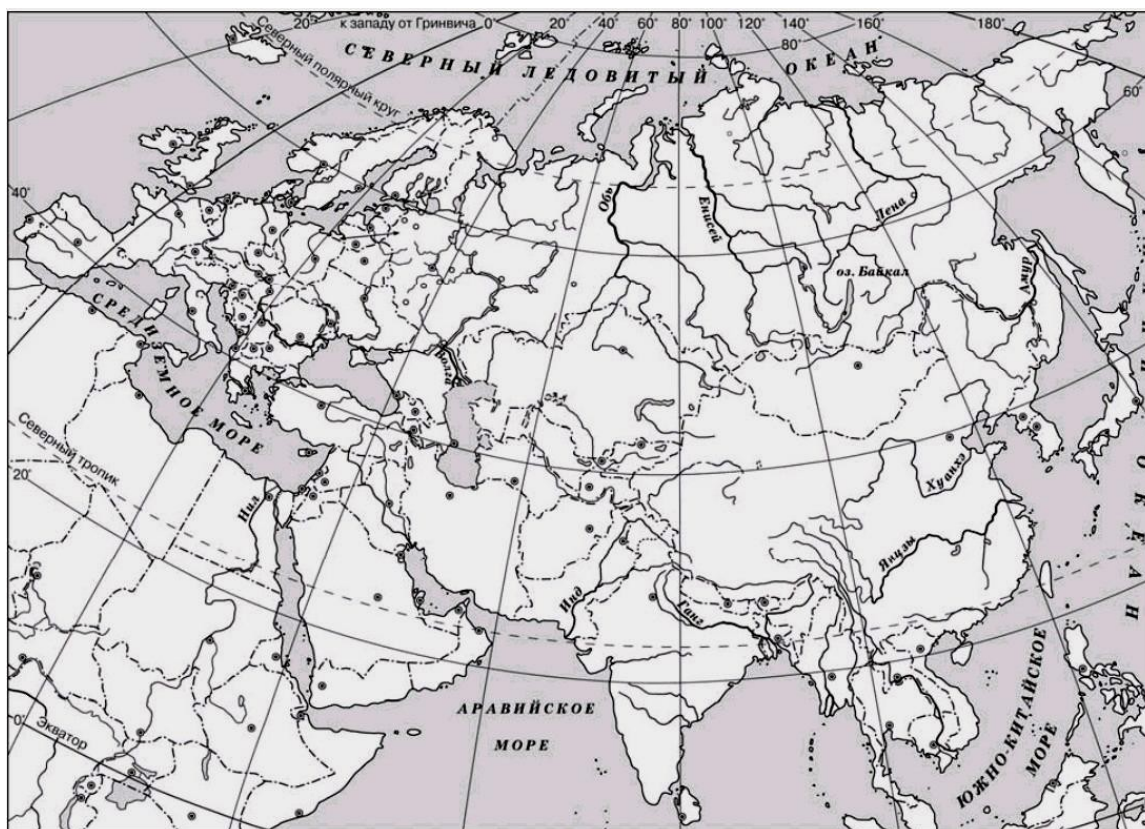 20° к западу от Гринвича 0° 20° 40° 60° 80° 100° 120° 140° 160° 180°
80°
60°
СЕВЕРНЫЙ ЛЕДОВИТЫЙ ОКЕАН
Северный полярный круг
40°
Обь
Енисей
Лена
оз. Байкал
Амур
Волга
СРЕДИЗЕМНОЕ МОРЕ
Северный тропик
20°
Нил
Хуанхэ
Янцзы
Инд
Ганг
АРАВИЙСКОЕ
МОРЕ
ЮЖНО-КИТАЙСКОЕ
МОРЕ
0°
Экватор